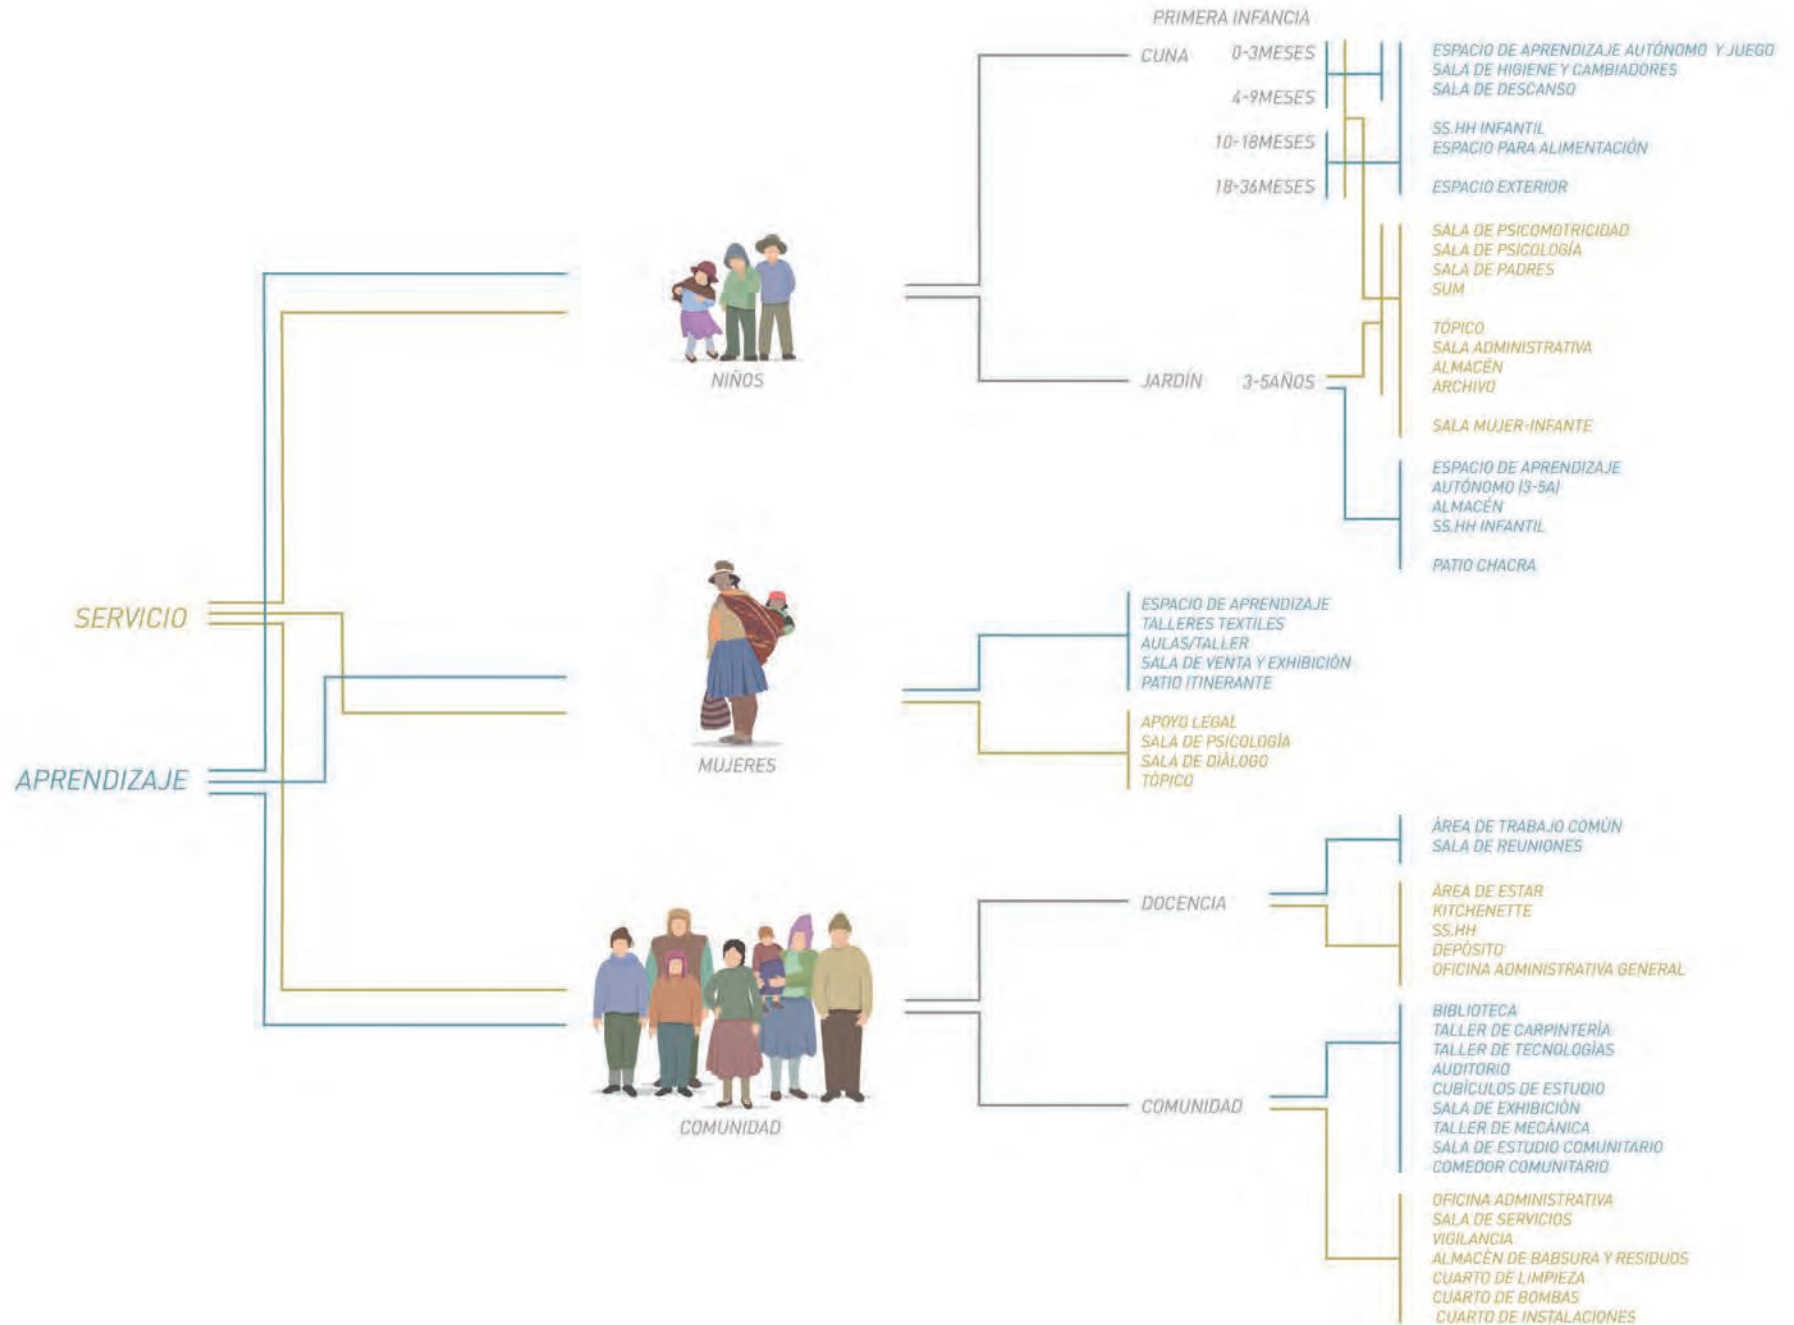 PRIMERA INFANCIA
CUNA
0-3MESES
4-9MESES
10-18MESES
18-36MESES
ESPACIO DE APRENDIZAJE AUTÓNOMO Y JUEGO
SALA DE HIGIENE Y CAMBIADORES
SALA DE DESCANSO
SS.HH INFANTIL
ESPACIO PARA ALIMENTACIÓN
ESPACIO EXTERIOR
SALA DE PSICOMOTRICIDAD
SALA DE PSICOLOGÍA
SALA DE PADRES
SUM
TÓPICO
SALA ADMINISTRATIVA
ALMACÉN
ARCHIVO
SALA MUJER-INFANTE
NIÑOS
JARDÍN
3-5AÑOS
ESPACIO DE APRENDIZAJE
AUTÓNOMO (3-5A)
ALMACÉN
SS.HH INFANTIL
PATIO CHACRA
SERVICIO
APRENDIZAJE
MUJERES
ESPACIO DE APRENDIZAJE
TALLERES TEXTILES
AULAS/TALLER
SALA DE VENTA Y EXHIBICIÓN
PATIO ITINERANTE
APOYO LEGAL
SALA DE PSICOLOGÍA
SALA DE DIÁLOGO
TÓPICO
COMUNIDAD
DOCENCIA
ÁREA DE TRABAJO COMÚN
SALA DE REUNIONES
ÁREA DE ESTAR
KITCHENETTE
SS.HH
DEPÓSITO
OFICINA ADMINISTRATIVA GENERAL
COMUNIDAD
BIBLIOTECA
TALLER DE CARPINTERÍA
TALLER DE TECNOLOGÍAS
AUDITORIO
CUBÍCULOS DE ESTUDIO
SALA DE EXHIBICIÓN
TALLER DE MECÁNICA
SALA DE ESTUDIO COMUNITARIO
COMEDOR COMUNITARIO
OFICINA ADMINISTRATIVA
SALA DE SERVICIOS
VIGILANCIA
ALMACÉN DE BABSURA Y RESIDUOS
CUARTO DE LIMPIEZA
CUARTO DE BOMBAS
CUARTO DE INSTALACIONES